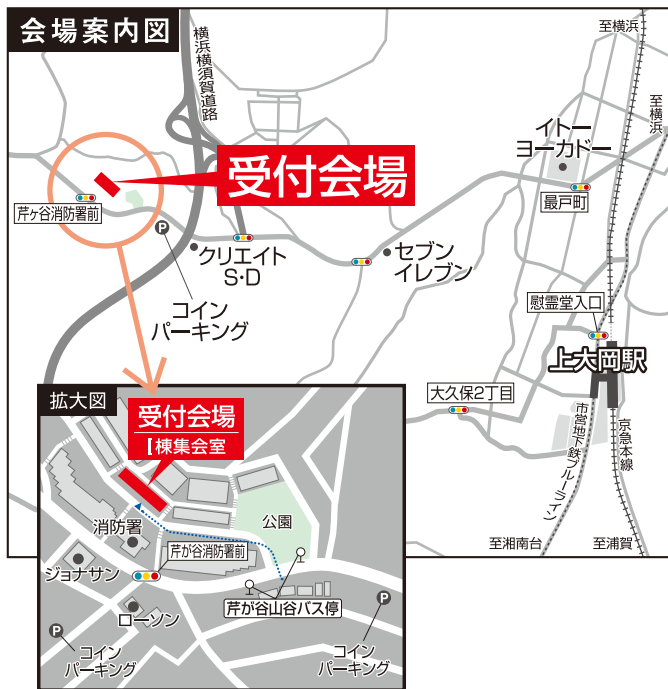 会場案内図
横浜横須賀道路
至横浜
至横浜
イトー
ヨーカドー
受付会場
最戸町
芹ヶ谷消防署前
P
クリエイト
S・D
セブン
イレブン
コイン
パーキング
慰霊堂入口
上大岡駅
大久保2丁目
市営地下鉄ブルーライン
京急本線
至湘南台
至浦賀
拡大図
受付会場
I棟集会室
公園
消防署
芹が谷消防署前
ジョナサン
芹が谷山谷バス停
ローソン
P
コイン
パーキング
P
コイン
パーキング